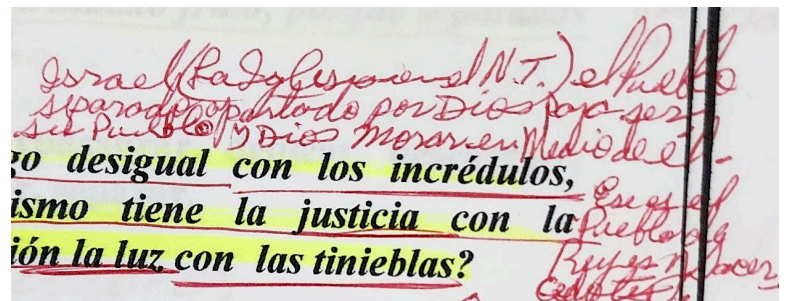 Israel (La Iglesia en el N.T.) el Pueblo
separado apartado por Dios para ser
su Pueblo y Dios Morar en Medio de él.
go desigual con los incrédulos,
ismo tiene la justicia con la
ión la luz con las tinieblas?
Ese es el
Pueblo de
Reyes y Sacer
dotes